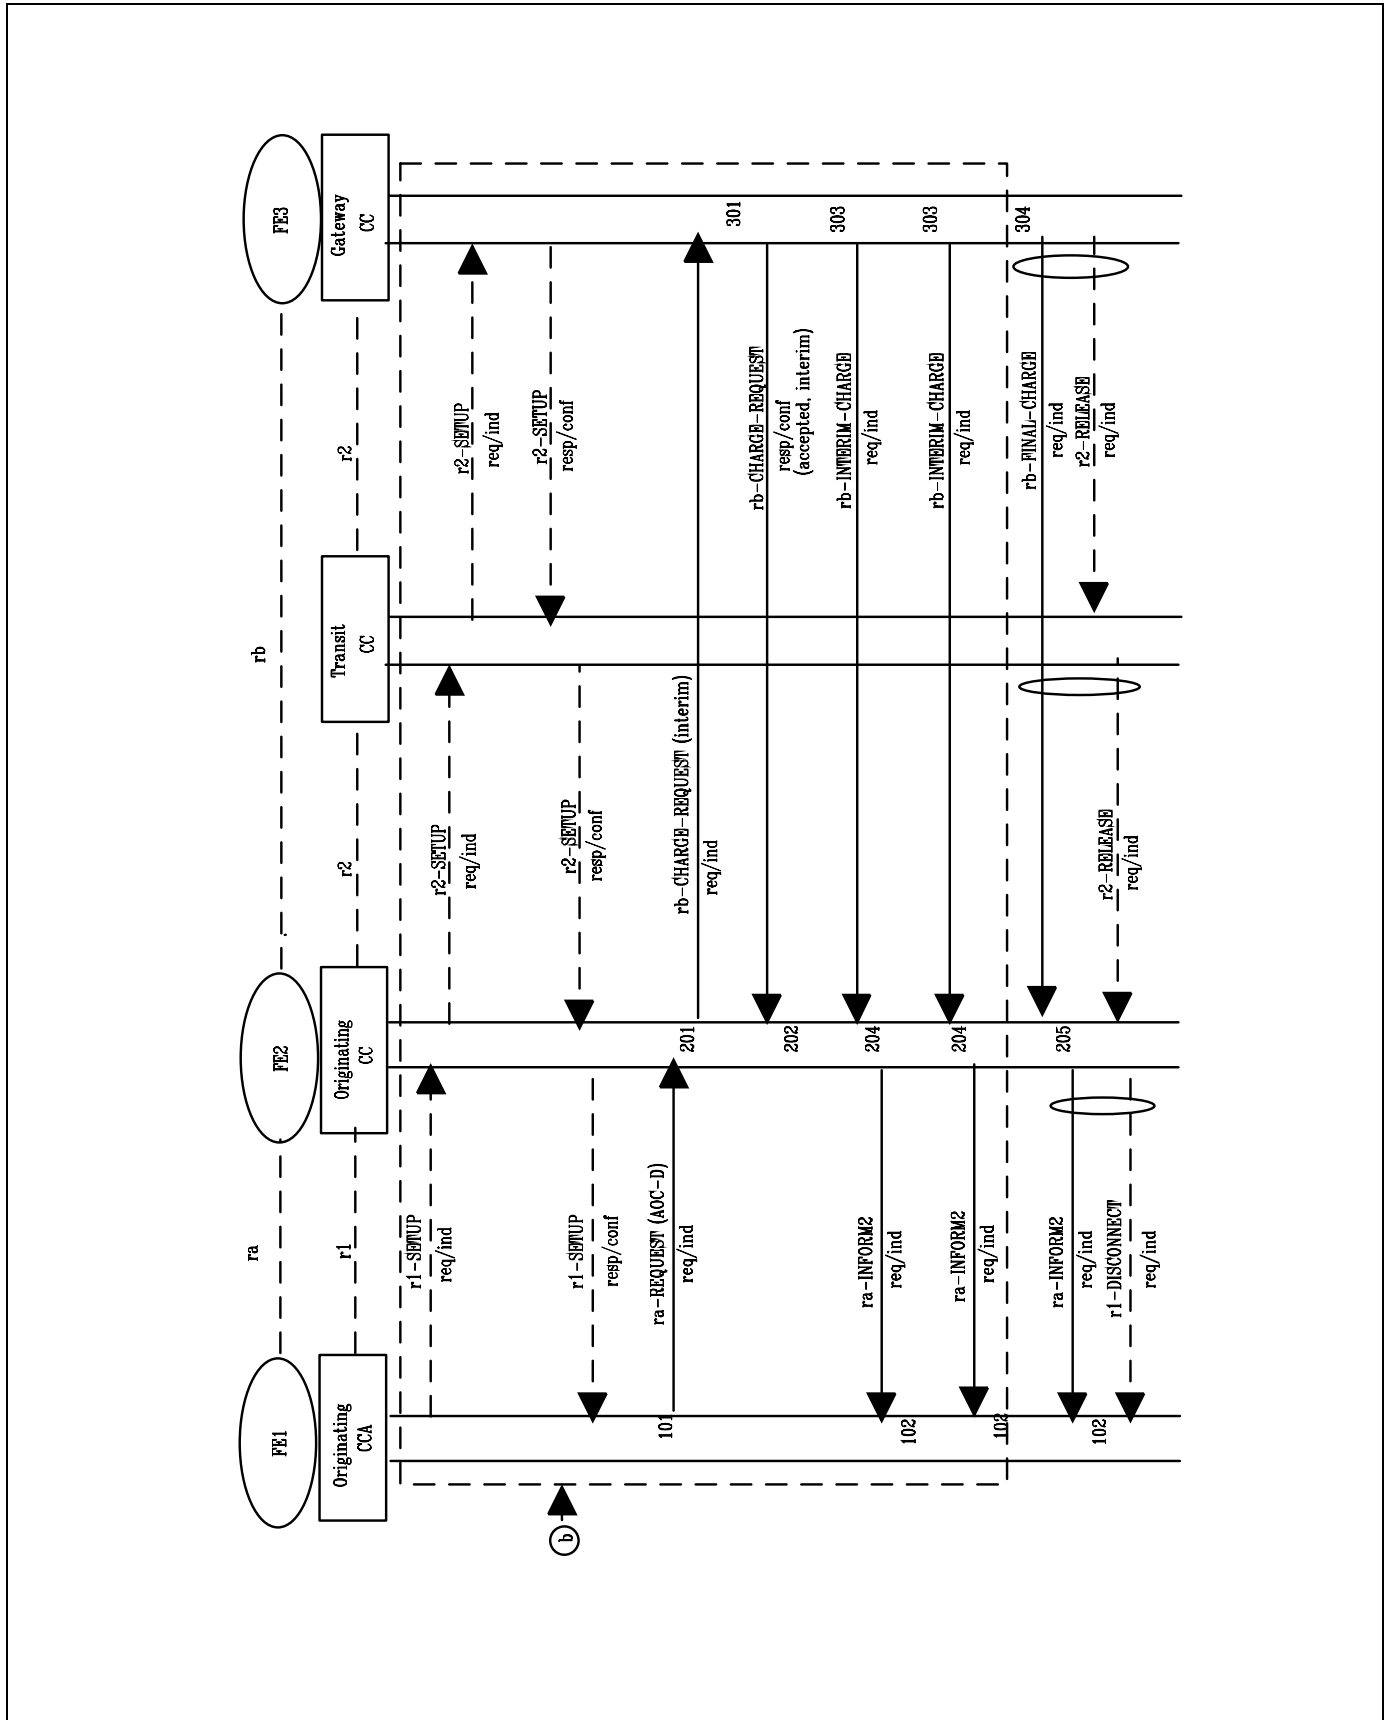 ra
rb
FE1
FE2
FE3
Originating
CCA
r1
Originating
CC
r2
Transit
CC
r2
Gateway
CC
r1-SETUP
req/ind
r2-SETUP
req/ind
r2-SETUP
req/ind
r2-SETUP
resp/conf
r2-SETUP
resp/conf
r1-SETUP
resp/conf
b
101
ra-REQUEST (AOC-D)
req/ind
201
rb-CHARGE-REQUEST (interim)
req/ind
301
rb-CHARGE-REQUEST
resp/conf
(accepted, interim)
202
303
rb-INTERIM-CHARGE
req/ind
204
ra-INFORM2
req/ind
102
303
rb-INTERIM-CHARGE
req/ind
204
ra-INFORM2
req/ind
102
304
rb-FINAL-CHARGE
req/ind
r2-RELEASE
req/ind
r2-RELEASE
req/ind
205
ra-INFORM2
req/ind
102
r1-DISCONNECT
req/ind